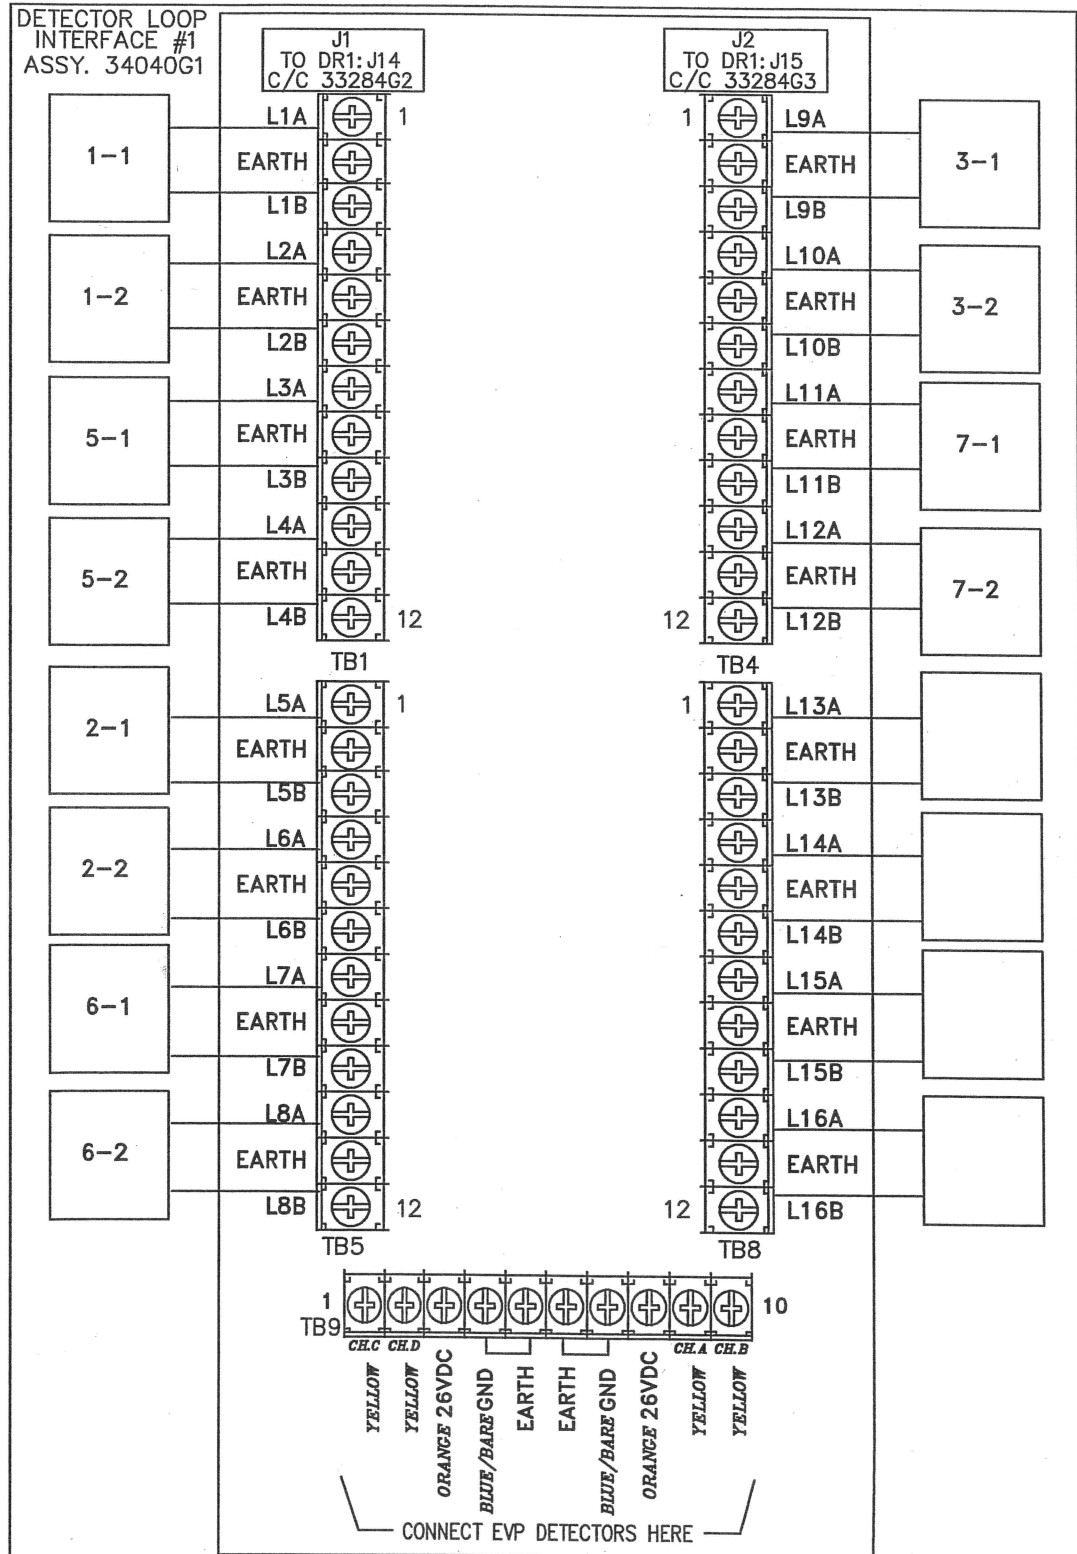 DETECTOR LOOP
INTERFACE #1
ASSY. 34040G1
J1
TO DR1:J14
C/C 33284G2
J2
TO DR1:J15
C/C 33284G3
1-1
L1A
1
EARTH
L1B
1-2
L2A
EARTH
L2B
5-1
L3A
EARTH
L3B
5-2
L4A
EARTH
L4B
12
TB1
2-1
L5A
1
EARTH
L5B
2-2
L6A
EARTH
L6B
6-1
L7A
EARTH
L7B
6-2
L8A
EARTH
L8B
12
TB5
1
L9A
3-1
EARTH
L9B
L10A
3-2
EARTH
L10B
L11A
7-1
EARTH
L11B
L12A
7-2
EARTH
12
L12B
TB4
1
L13A
EARTH
L13B
L14A
EARTH
L14B
L15A
EARTH
L15B
L16A
EARTH
12
L16B
TB8
1
10
TB9
CH.C CH.D
CH.A CH.B
YELLOW
YELLOW
ORANGE 26VDC
BLUE/BARE GND
EARTH
EARTH
BLUE/BARE GND
ORANGE 26VDC
YELLOW
YELLOW
CONNECT EVP DETECTORS HERE